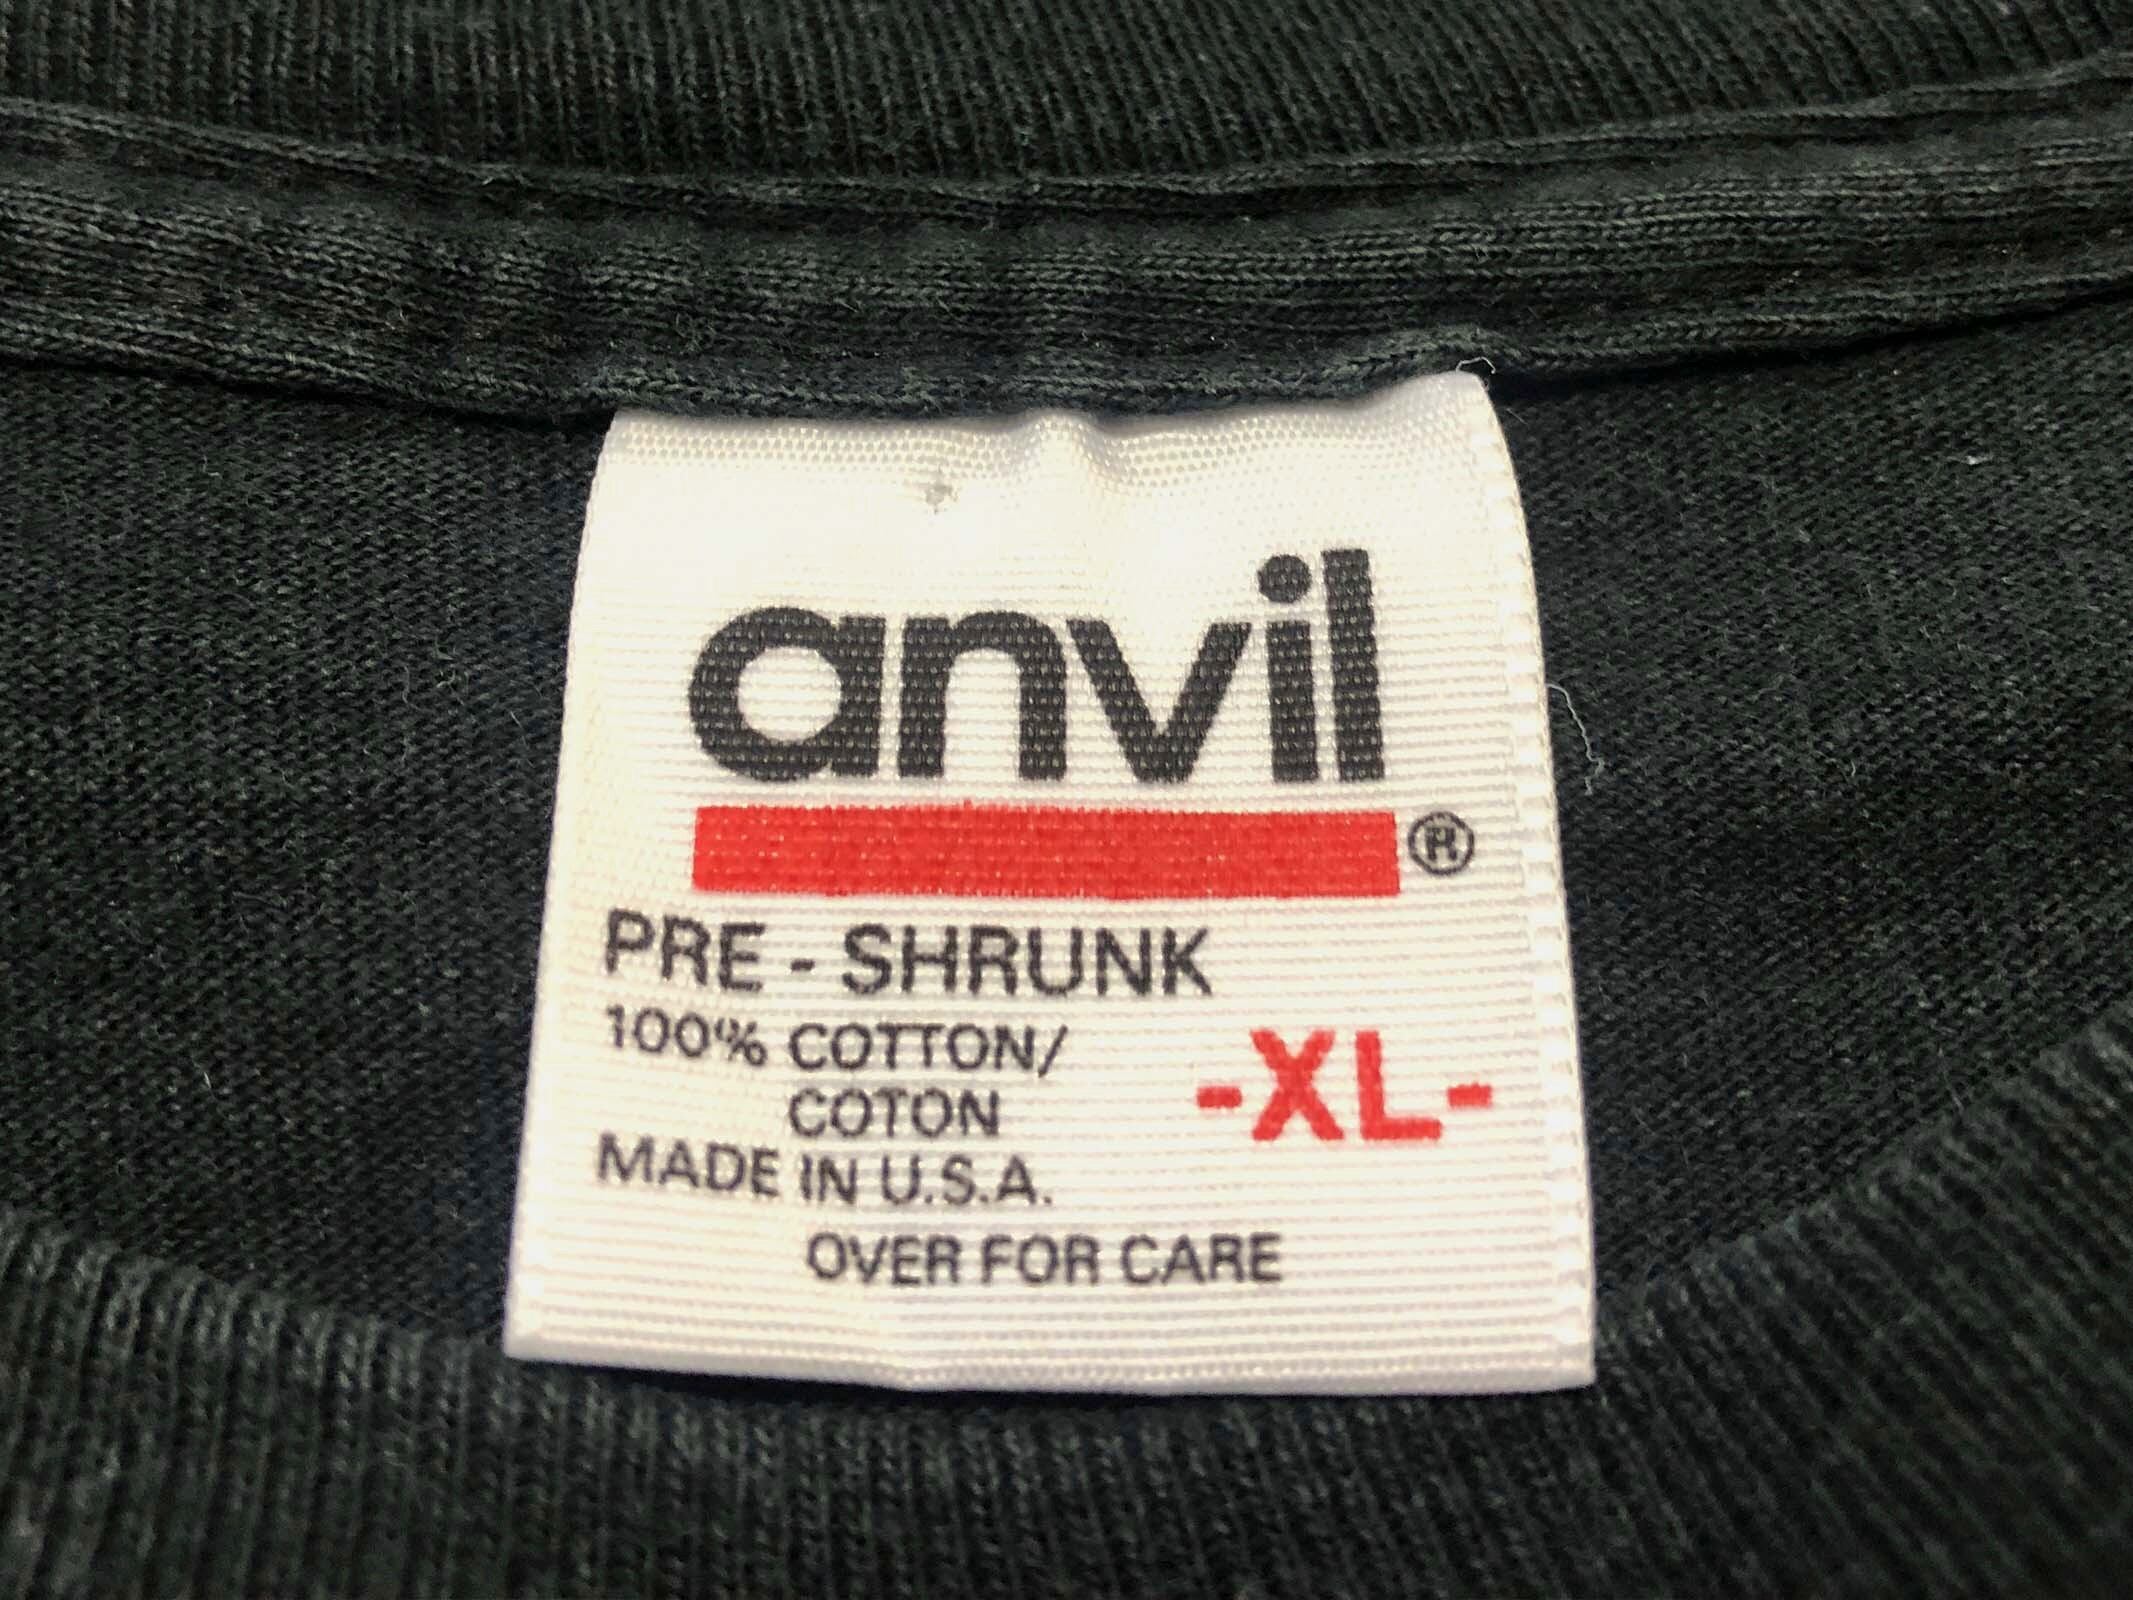 anvil
®
PRE - SHRUNK
100% COTTON/
COTON
-XL-
MADE IN U.S.A.
OVER FOR CARE